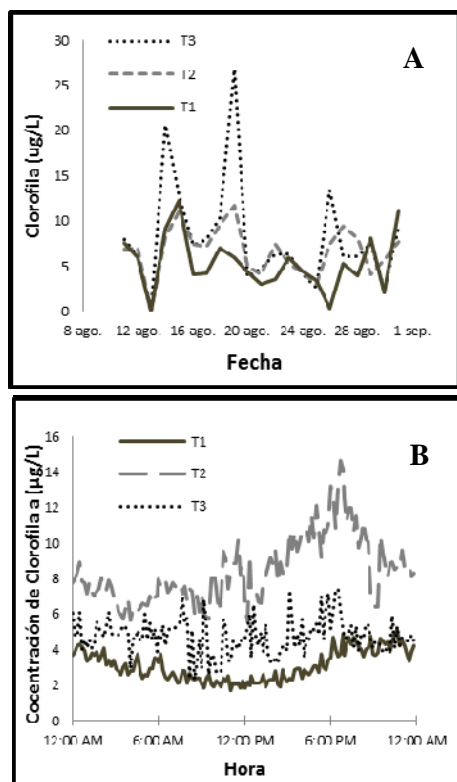 A
T3
T2
T1
30
25
20
15
10
5
0
Clorofila (ug/L)
8 ago. 12 ago. 16 ago. 20 ago. 24 ago. 28 ago. 1 sep.
Fecha
B
T1
T2
T3
16
14
12
10
8
6
4
2
0
Cocentración de Clorofila a [µg/L)
12:00 AM 6:00 AM 12:00 PM 6:00 PM 12:00 AM
Hora